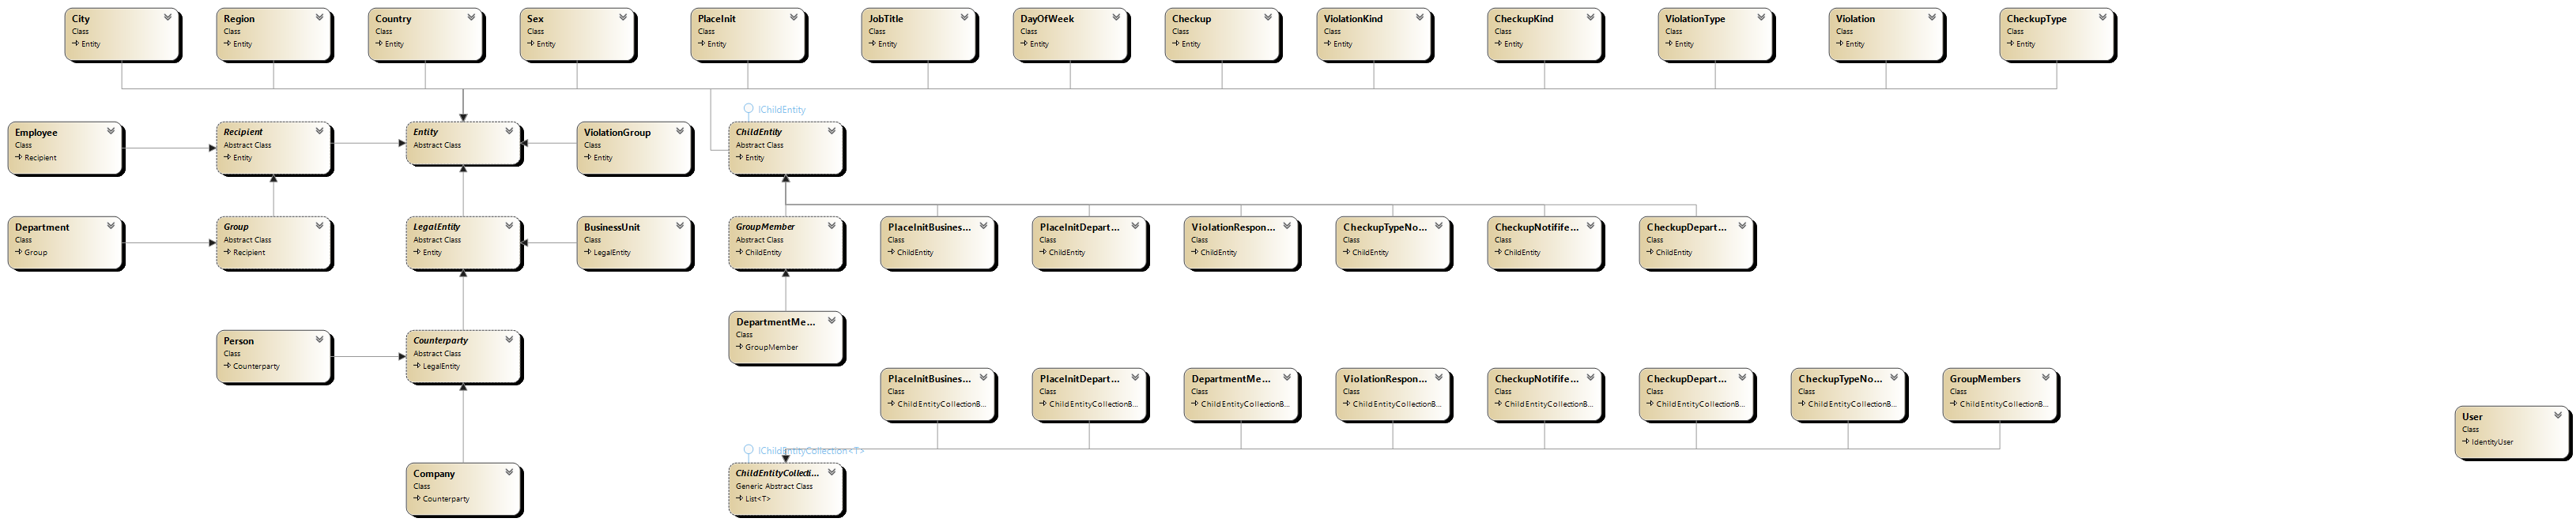 City
Class
Entity
Region
Class
Entity
Country
Class
Entity
Sex
Class
Entity
PlaceInit
Class
Entity
JobTitle
Class
Entity
DayOfWeek
Class
Entity
Checkup
Class
Entity
ViolationKind
Class
Entity
CheckupKind
Class
Entity
ViolationType
Class
Entity
Violation
Class
Entity
CheckupType
Class
Entity
IChildEntity
Employee
Class
Recipient
Recipient
Abstract Class
Entity
Entity
Abstract Class
ViolationGroup
Class
Entity
ChildEntity
Abstract Class
Entity
Department
Class
Group
Group
Abstract Class
Recipient
LegalEntity
Abstract Class
Entity
BusinessUnit
Class
LegalEntity
GroupMember
Abstract Class
ChildEntity
PlaceInitBusines...
Class
ChildEntity
PlaceInitDepart...
Class
ChildEntity
ViolationRespon...
Class
ChildEntity
CheckupTypeNo...
Class
ChildEntity
CheckupNotifife...
Class
ChildEntity
CheckupDepart...
Class
ChildEntity
DepartmentMe...
Class
GroupMember
Person
Class
Counterparty
Counterparty
Abstract Class
LegalEntity
PlaceInitBusines...
Class
ChildEntityCollectionB...
PlaceInitDepart...
Class
ChildEntityCollectionB...
DepartmentMe...
Class
ChildEntityCollectionB...
ViolationRespon...
Class
ChildEntityCollectionB...
CheckupNotifife...
Class
ChildEntityCollectionB...
CheckupDepart...
Class
ChildEntityCollectionB...
CheckupTypeNo...
Class
ChildEntityCollectionB...
GroupMembers
Class
ChildEntityCollectionB...
User
Class
IdentityUser
IChildEntityCollection<T>
Company
Class
Counterparty
ChildEntityCollecti...
Generic Abstract Class
List<T>